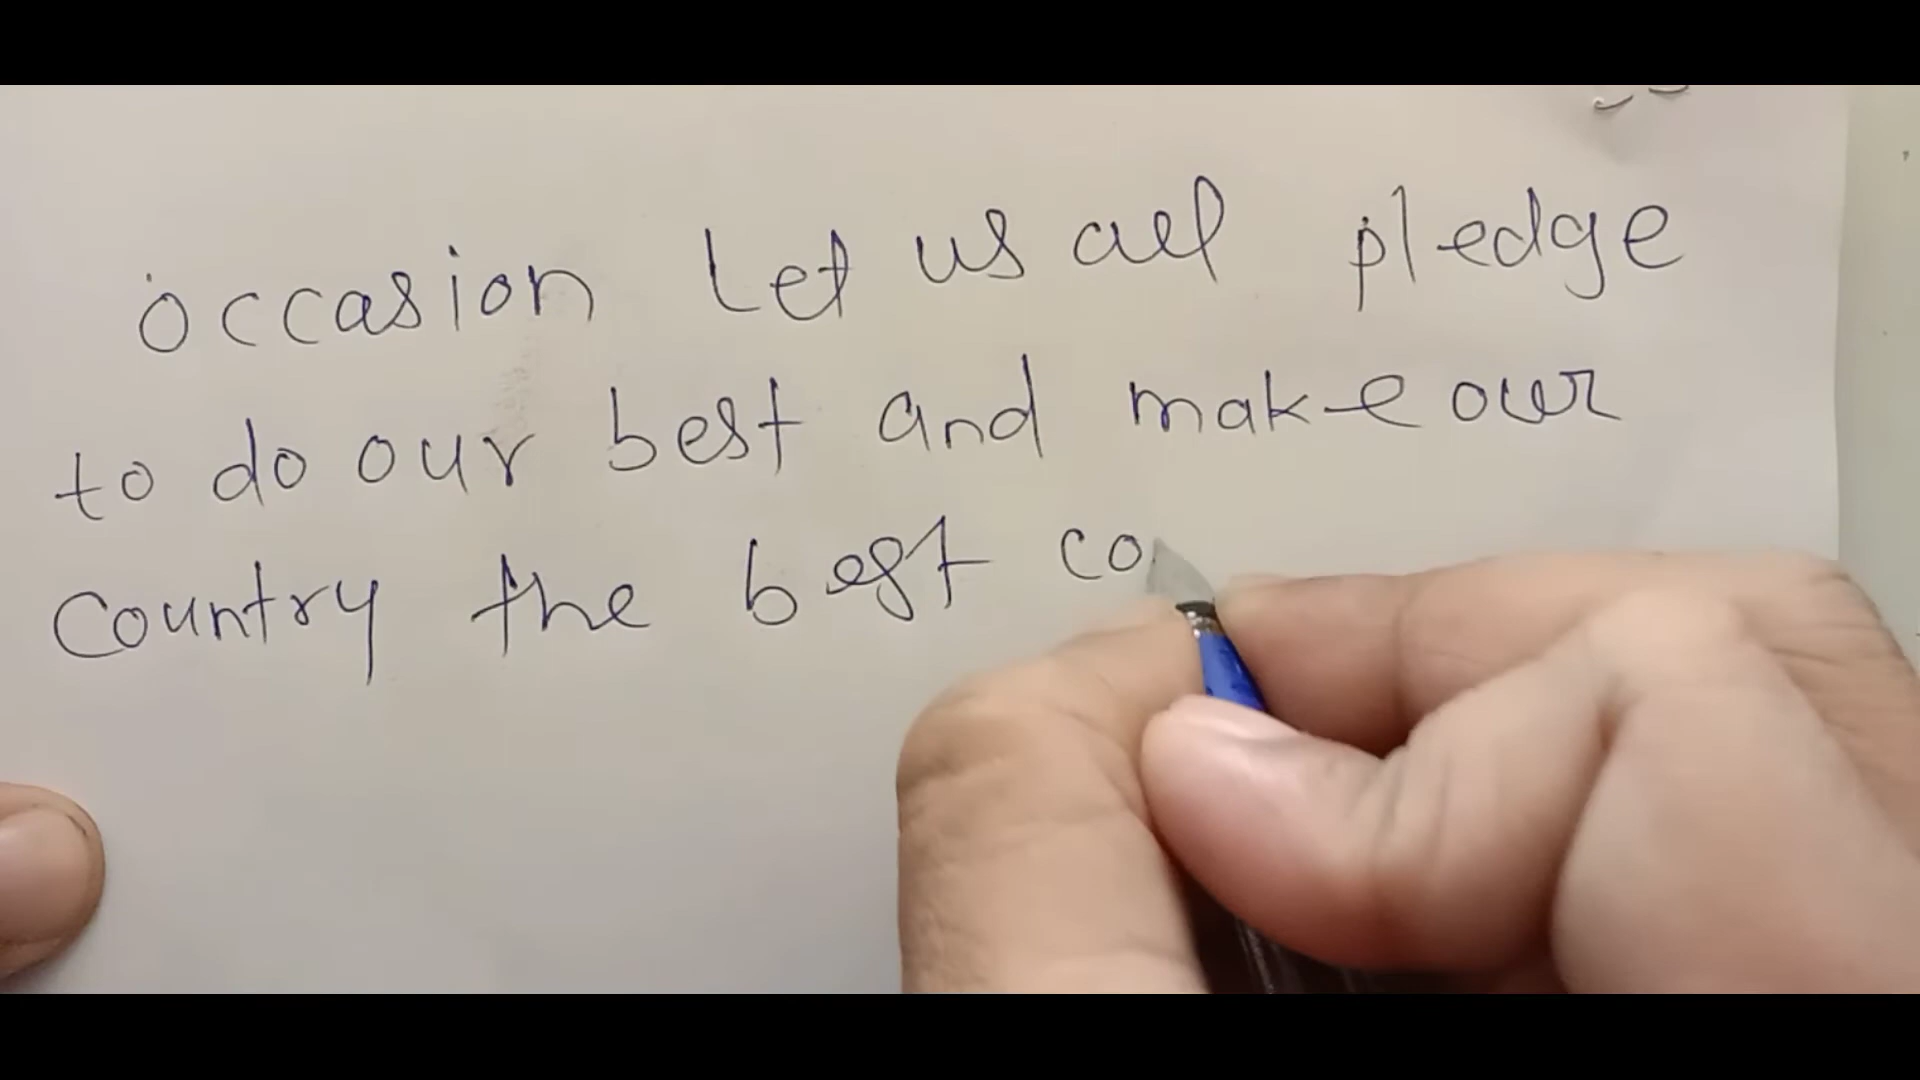 occasion Let us all pledge
to do our best and make our
Country the best co